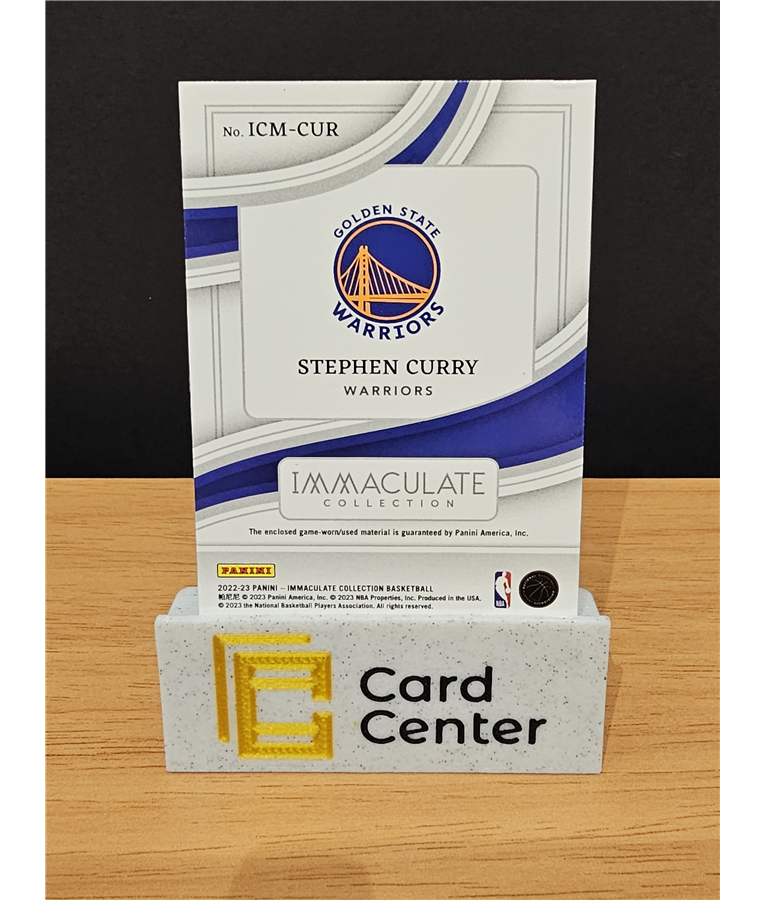 No. ICM-CUR
GOLDEN STATE
WARRIORS
STEPHEN CURRY
WARRIORS
IMMACULATE
COLLECTION
The enclosed game-worn/used material is guaranteed by Panini America, Inc.
PANINI
2022-23 PANINI – IMMACULATE COLLECTION BASKETBALL
帕尼尼 © 2023 Panini America, Inc. © 2023 NBA Properties, Inc. Produced in the USA.
© 2023 the National Basketball Players Association. All rights reserved.
NBA
Card
Center